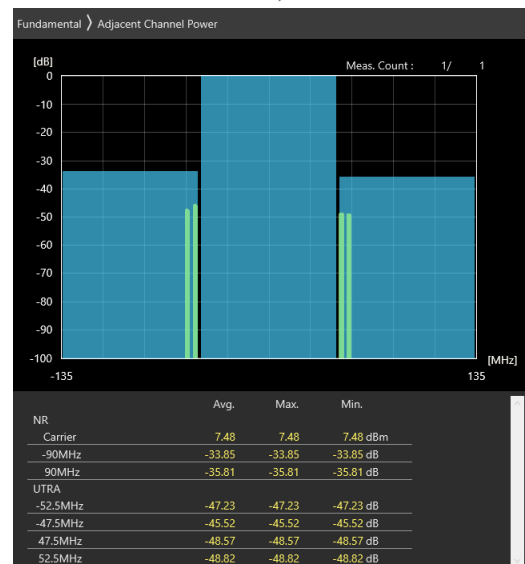 Fundamental ⟩ Adjacent Channel Power
[dB] Meas. Count : 1/ 1
0
-10
-20
-30
-40
-50
-60
-70
-80
-90
-100 [MHz]
-135 135
Avg. Max. Min.
NR
Carrier 7.48 7.48 7.48 dBm
-90MHz -33.85 -33.85 -33.85 dB
90MHz -35.81 -35.81 -35.81 dB
UTRA
-52.5MHz -47.23 -47.23 -47.23 dB
-47.5MHz -45.52 -45.52 -45.52 dB
47.5MHz -48.57 -48.57 -48.57 dB
52.5MHz -48.82 -48.82 -48.82 dB